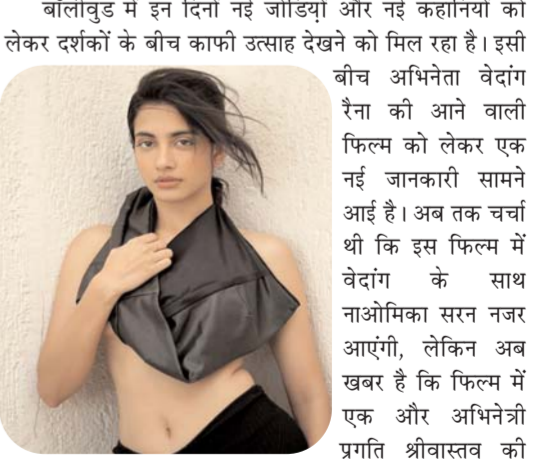 बॉलीवुड में इन दिनों नई जोडिय़ों और नई कहानियों को
लेकर दर्शकों के बीच काफी उत्साह देखने को मिल रहा है। इसी
बीच अभिनेता वेदांग
रैना की आने वाली
फिल्म को लेकर एक
नई जानकारी सामने
आई है। अब तक चर्चा
थी कि इस फिल्म में
वेदांग के साथ
नाओमिका सरन नजर
आएंगी, लेकिन अब
खबर है कि फिल्म में
एक और अभिनेत्री
प्रगति श्रीवास्तव की